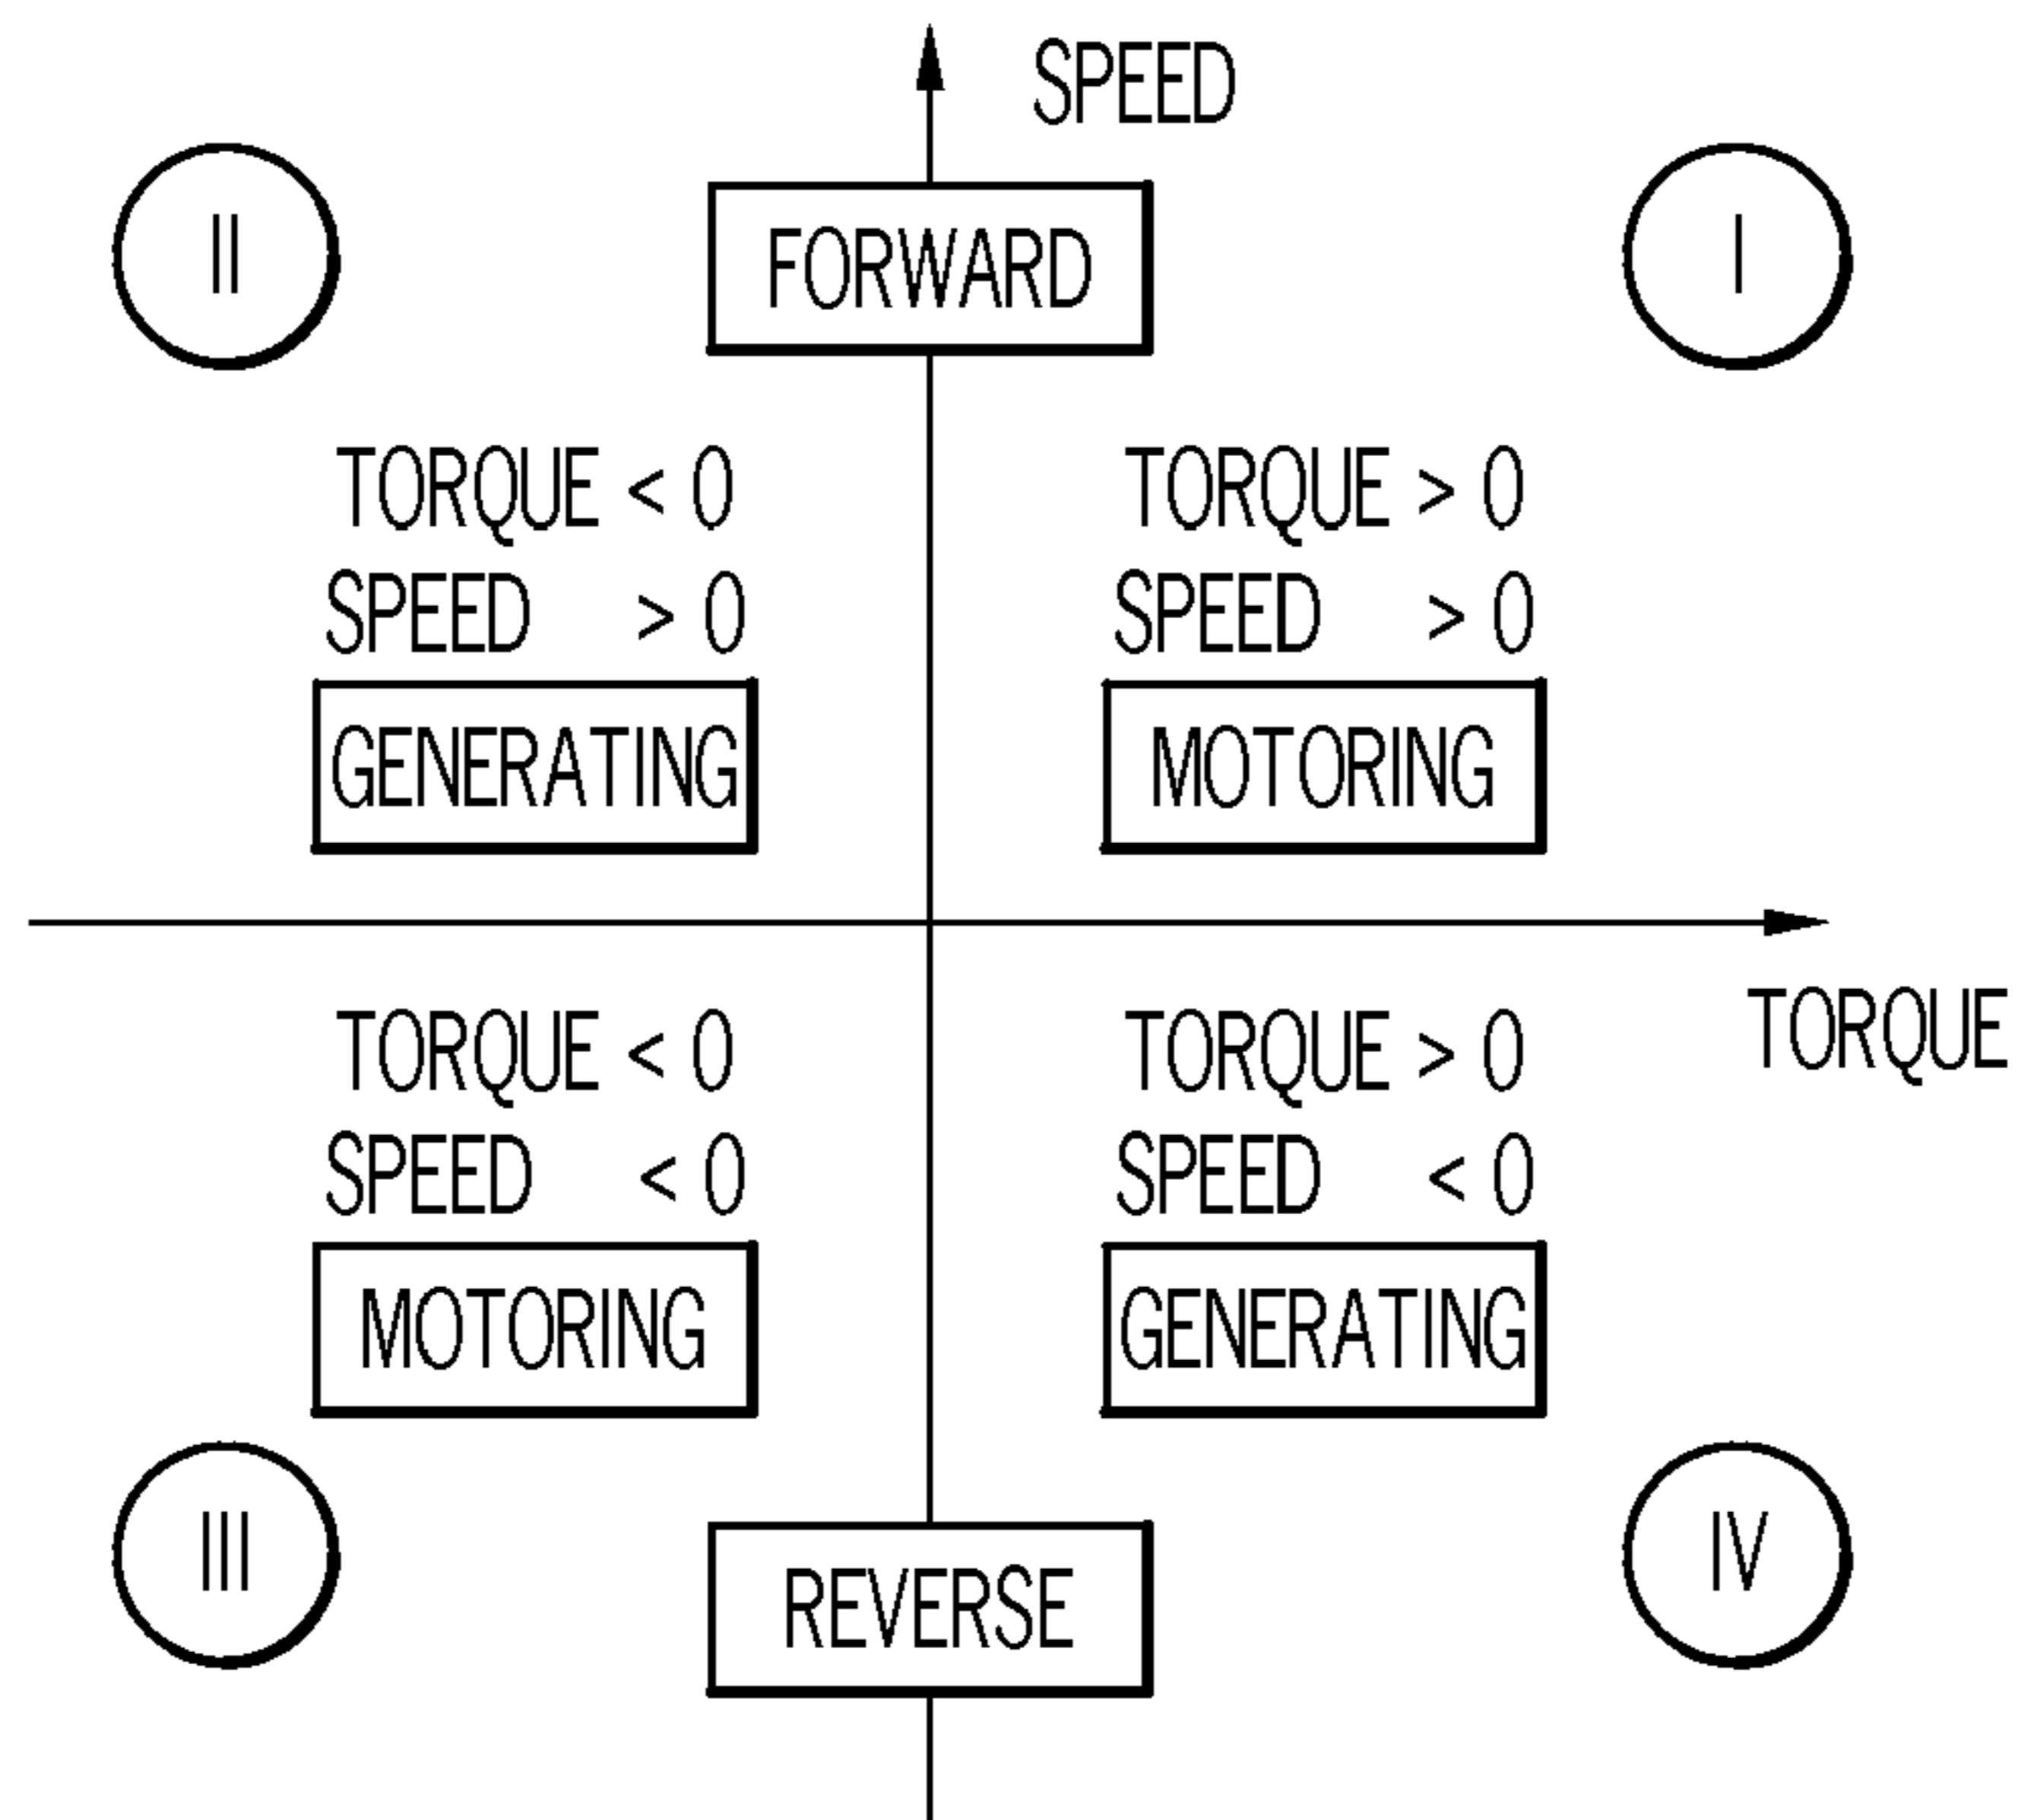 SPEED
II
FORWARD
I
TORQUE < 0
SPEED > 0
GENERATING
TORQUE > 0
SPEED > 0
MOTORING
TORQUE
TORQUE < 0
SPEED < 0
MOTORING
TORQUE > 0
SPEED < 0
GENERATING
III
REVERSE
IV